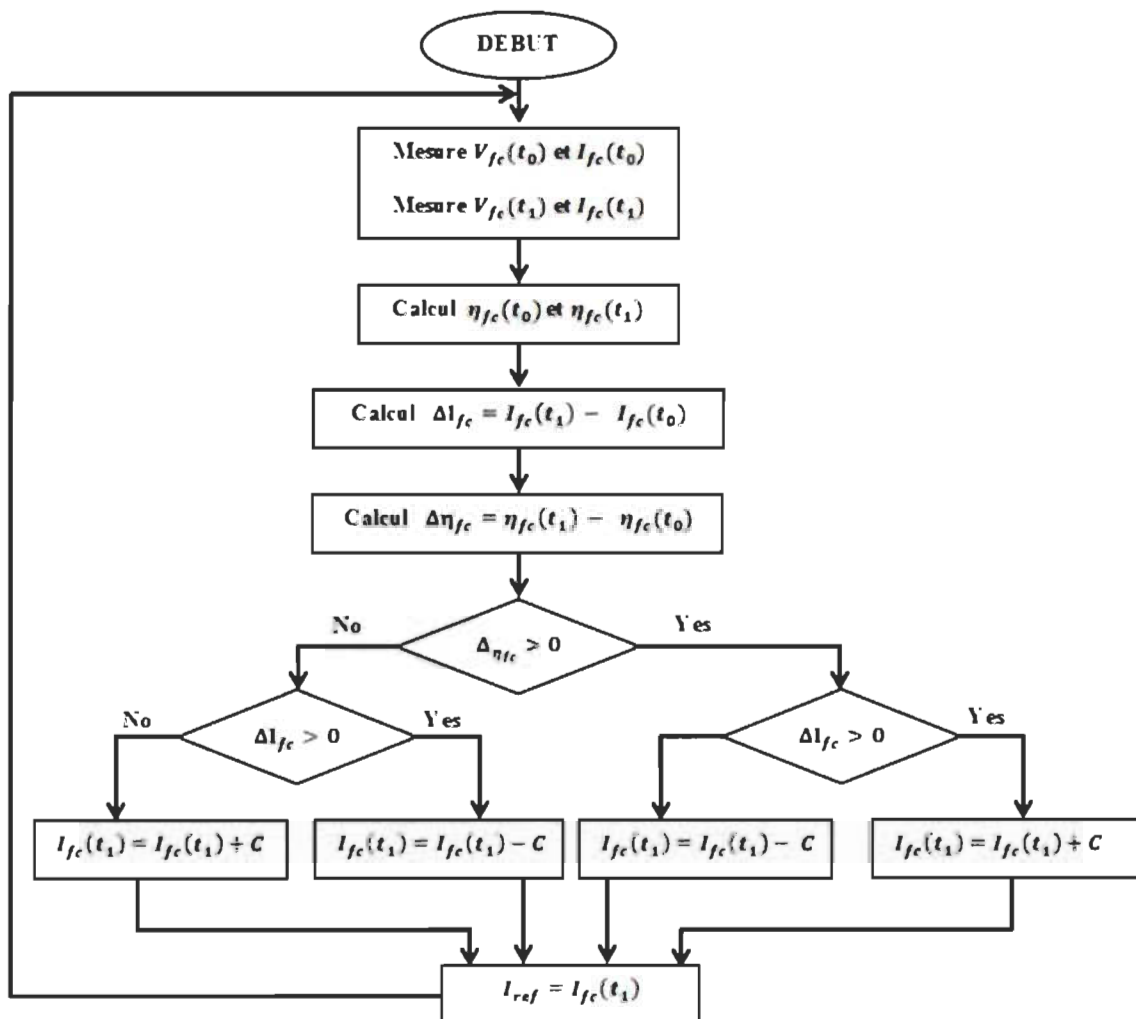 DEBUT
Mesure V_fc(t_0) et I_fc(t_0)
Mesure V_fc(t_1) et I_fc(t_1)
Calcul η_fc(t_0) et η_fc(t_1)
Calcul ΔI_fc = I_fc(t_1) − I_fc(t_0)
Calcul Δη_fc = η_fc(t_1) − η_fc(t_0)
No
Δ_η_fc > 0
Yes
No
ΔI_fc > 0
Yes
ΔI_fc > 0
Yes
I_fc(t_1) = I_fc(t_1) + C
I_fc(t_1) = I_fc(t_1) − C
I_fc(t_1) = I_fc(t_1) − C
I_fc(t_1) = I_fc(t_1) + C
I_ref = I_fc(t_1)